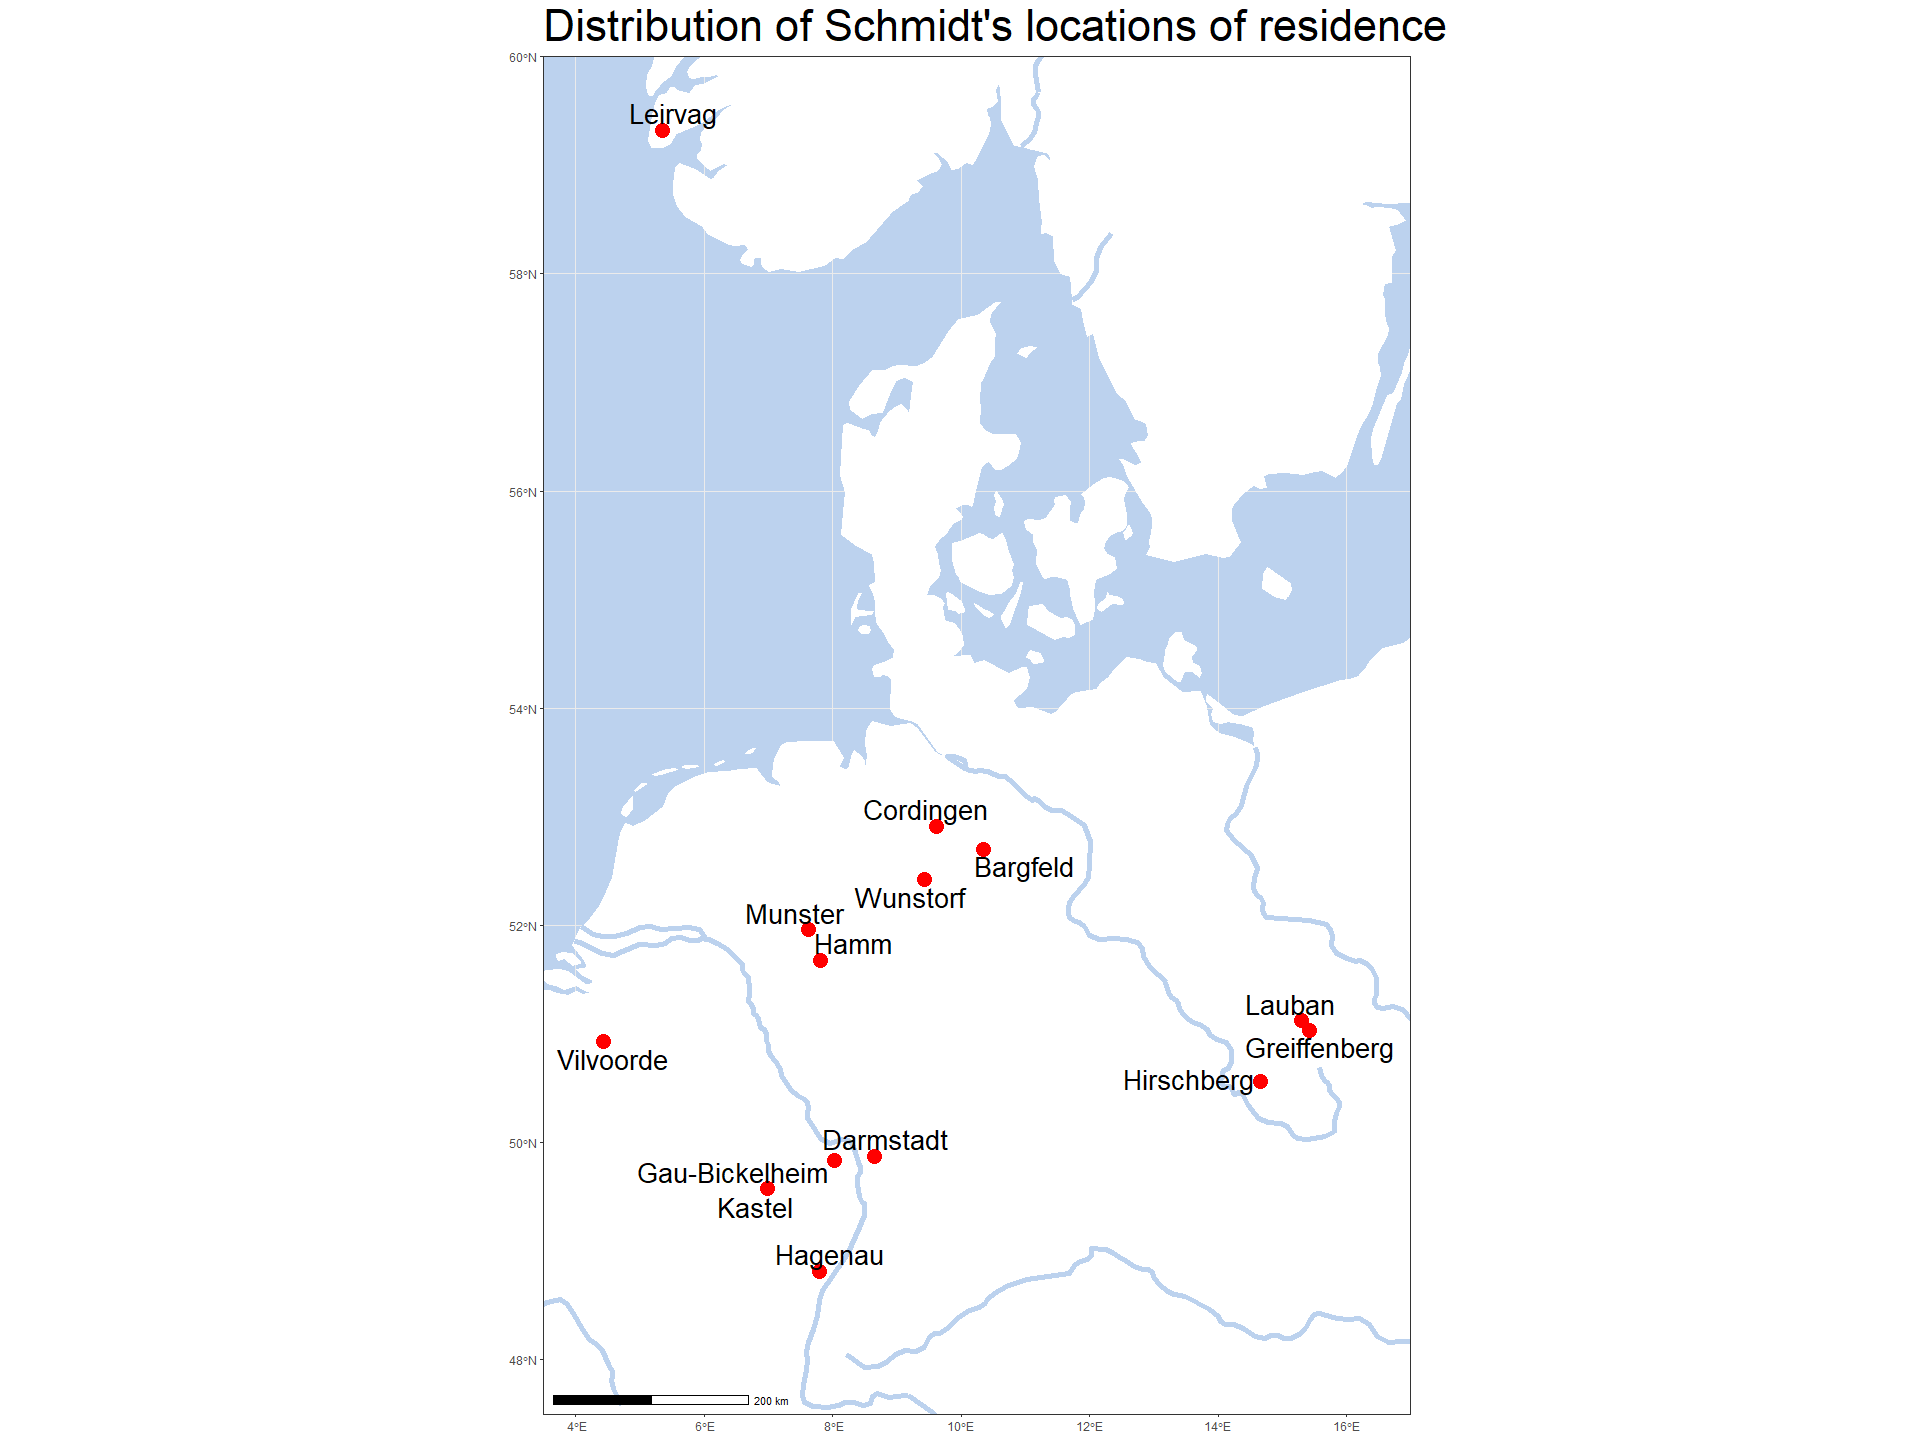 Distribution of Schmidt's locations of residence
60°N
Leirvag
58°N
56°N
54°N
Cordingen
Bargfeld
Wunstorf
Munster
52°N
Hamm
Lauban
Greiffenberg
Vilvoorde
Hirschberg
50°N
Darmstadt
Gau-Bickelheim
Kastel
Hagenau
48°N
200 km
4°E 6°E 8°E 10°E 12°E 14°E 16°E